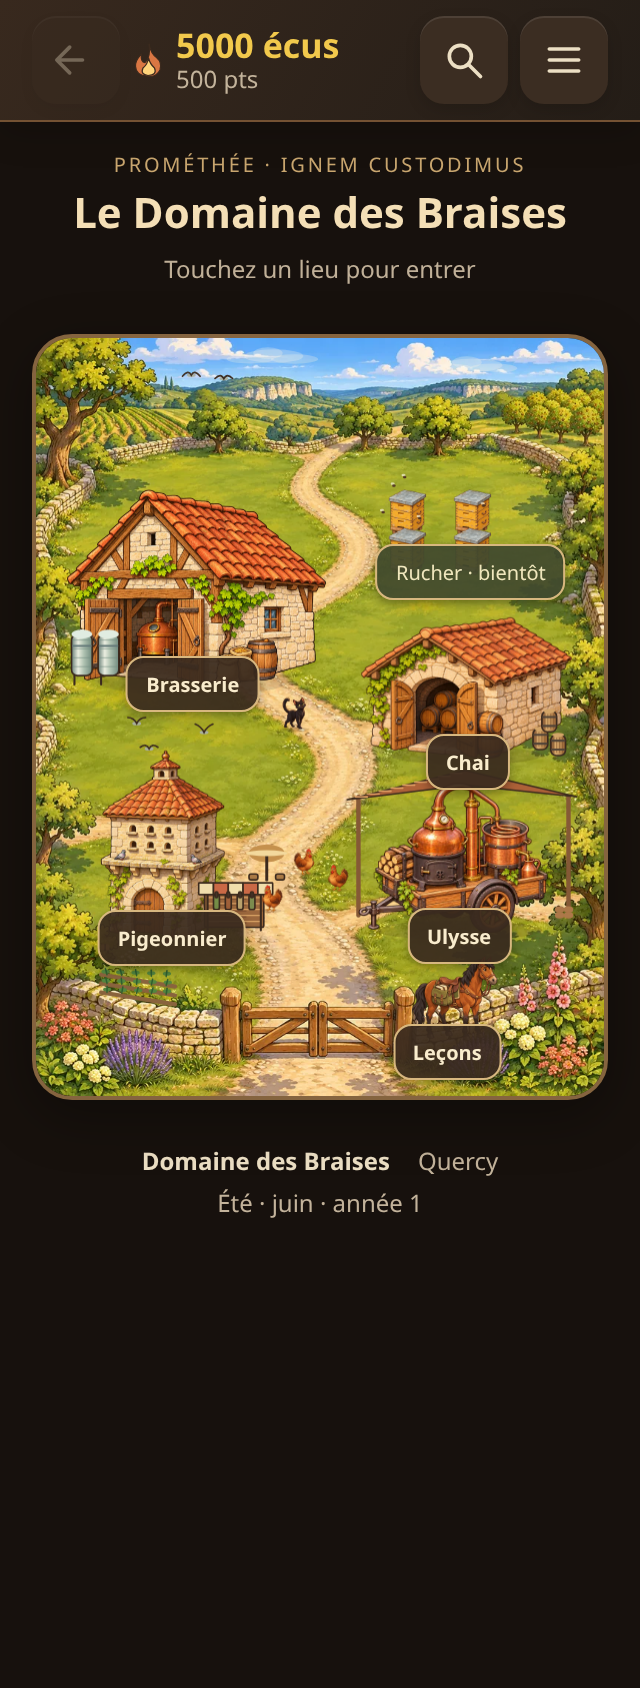 5000 écus
500 pts
PROMÉTHÉE · IGNEM CUSTODIMUS
Le Domaine des Braises
Touchez un lieu pour entrer
Rucher · bientôt
Brasserie
Chai
Pigeonnier
Ulysse
Leçons
Domaine des Braises Quercy
Été · juin · année 1